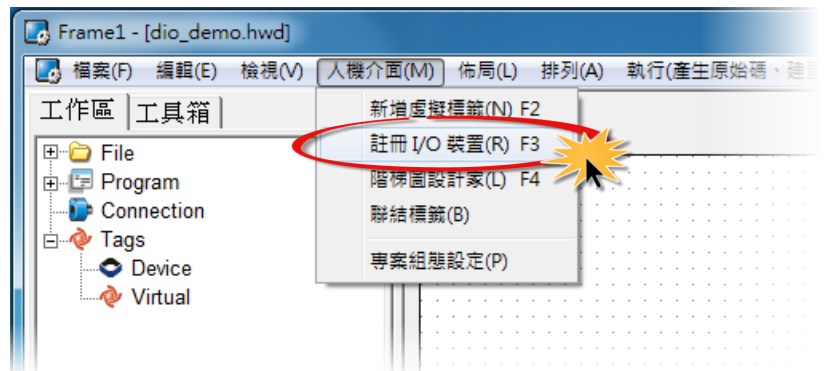 Frame1 - [dio_demo.hwd]
檔案(F) 編輯(E) 檢視(V) 人機介面(M) 佈局(L) 排列(A) 執行(產生原始碼、建
工作區 工具箱
新增虛擬標籤(N) F2
註冊 I/O 裝置(R) F3
階梯圖設計家(L) F4
聯結標籤(B)
專案組態設定(P)
File
Program
Connection
Tags
Device
Virtual